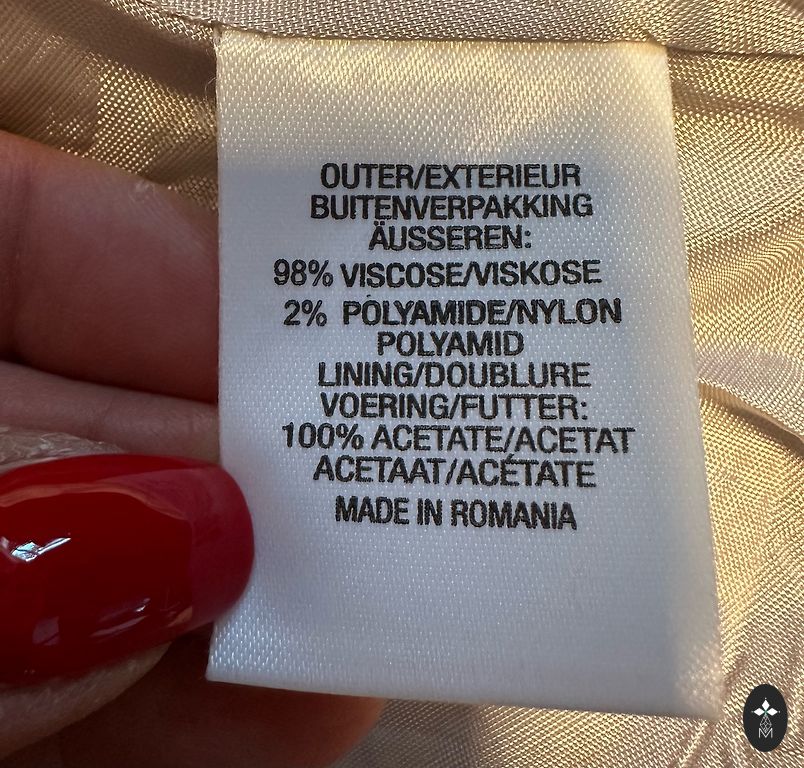 OUTER/EXTERIEUR
BUITENVERPAKKING
ÄUSSEREN:
98% VISCOSE/VISKOSE
2% POLYAMIDE/NYLON
POLYAMID
LINING/DOUBLURE
VOERING/FUTTER:
100% ACETATE/ACETAT
ACETAAT/ACÉTATE
MADE IN ROMANIA
M